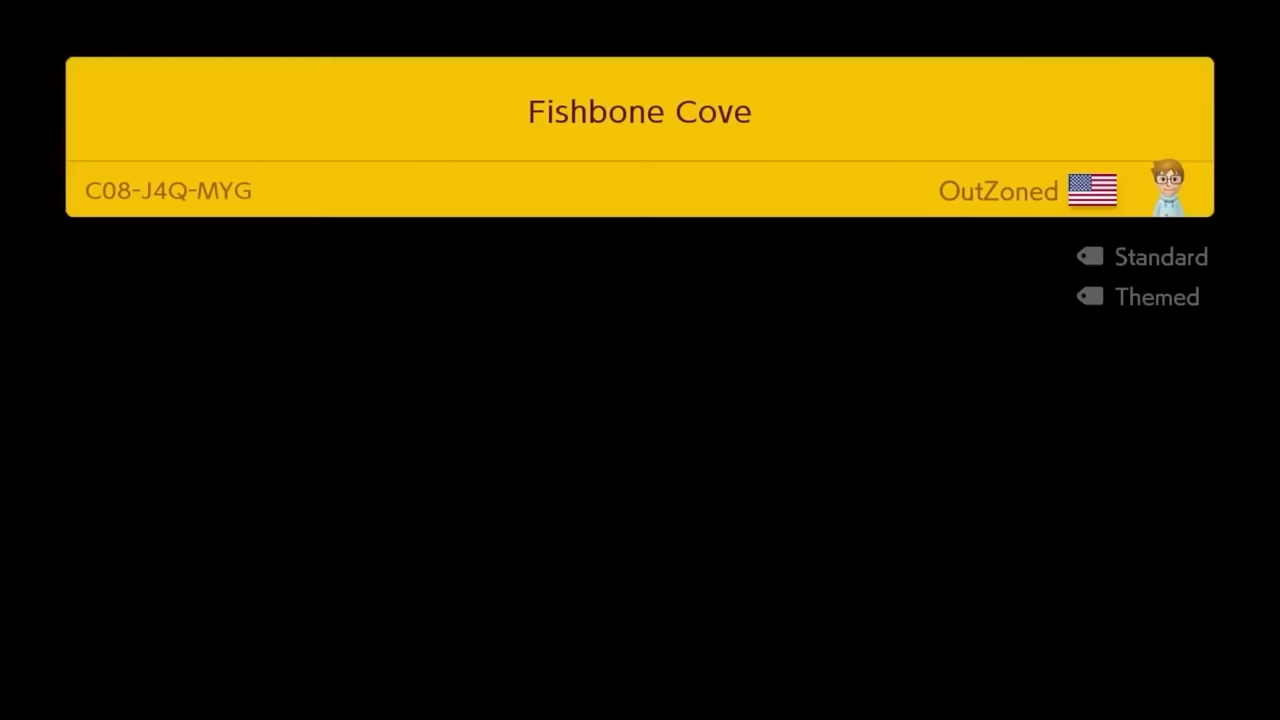 Fishbone Cove
C08-J4Q-MYG
OutZoned
Standard
Themed